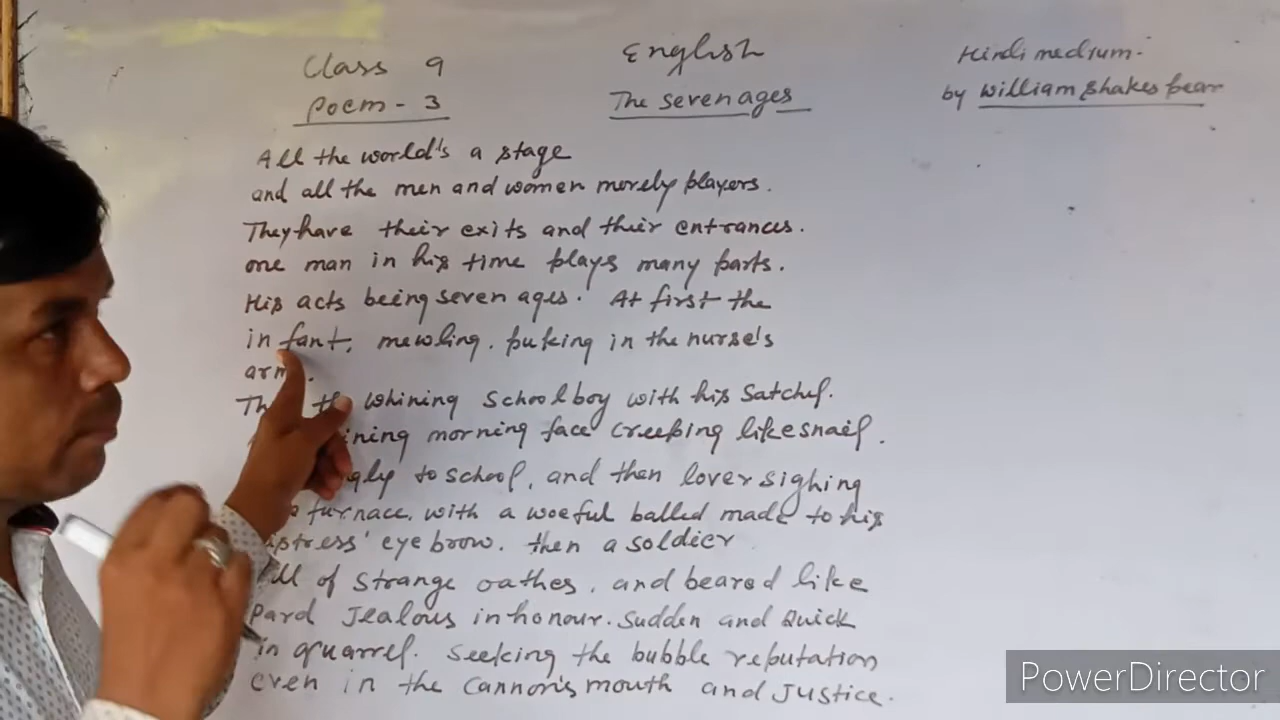 Class 9
English
Hindi medium.
Poem - 3
The seven ages
by William Shakes pear
All the world's a stage
and all the men and women merely players.
They have their exits and their entrances.
one man in his time plays many parts.
His acts being seven ages. At first the
infant, mewling. puking in the nurse's
whining School boy with his Satchel.
morning face creeping like snail.
to school, and then lover sighing
furnace. with a woeful balled made to his
eye brow. then a soldier
of strange oathes. and beared like
Pard Jealous in honour. Sudden and Quick
in quarrel. Seeking the bubble reputation
even in the Cannon's mouth and Justice.
PowerDirector